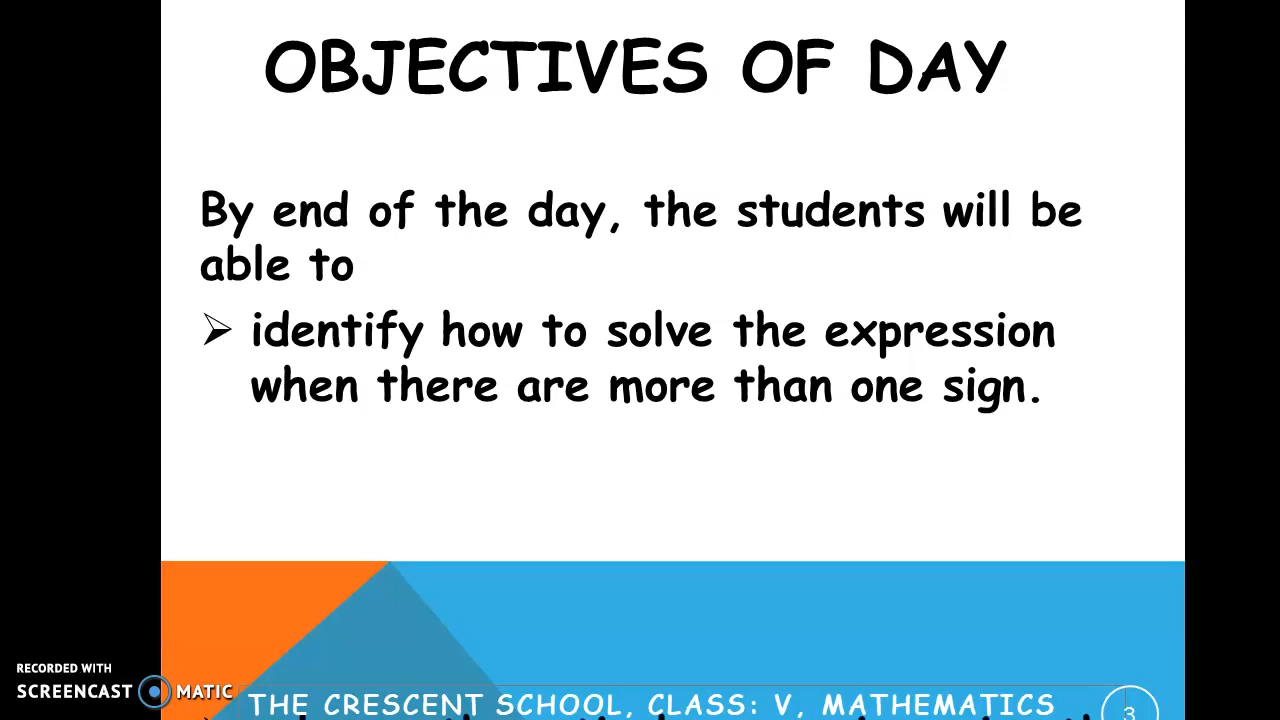 OBJECTIVES OF DAY
By end of the day, the students will be
able to
➢ identify how to solve the expression
when there are more than one sign.
RECORDED WITH
SCREENCAST MATIC
THE CRESCENT SCHOOL, CLASS: V, MATHEMATICS
3